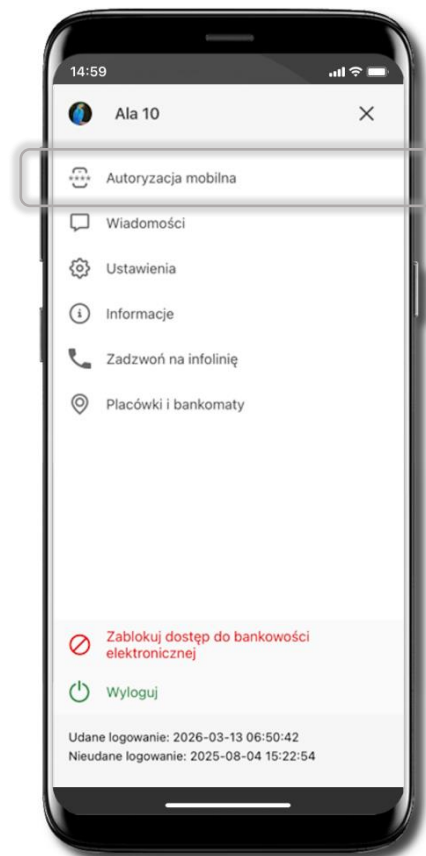 14:59
Ala 10
Autoryzacja mobilna
Wiadomości
Ustawienia
Informacje
Zadzwoń na infolinię
Placówki i bankomaty
Zablokuj dostęp do bankowości
elektronicznej
Wyloguj
Udane logowanie: 2026-03-13 06:50:42
Nieudane logowanie: 2025-08-04 15:22:54